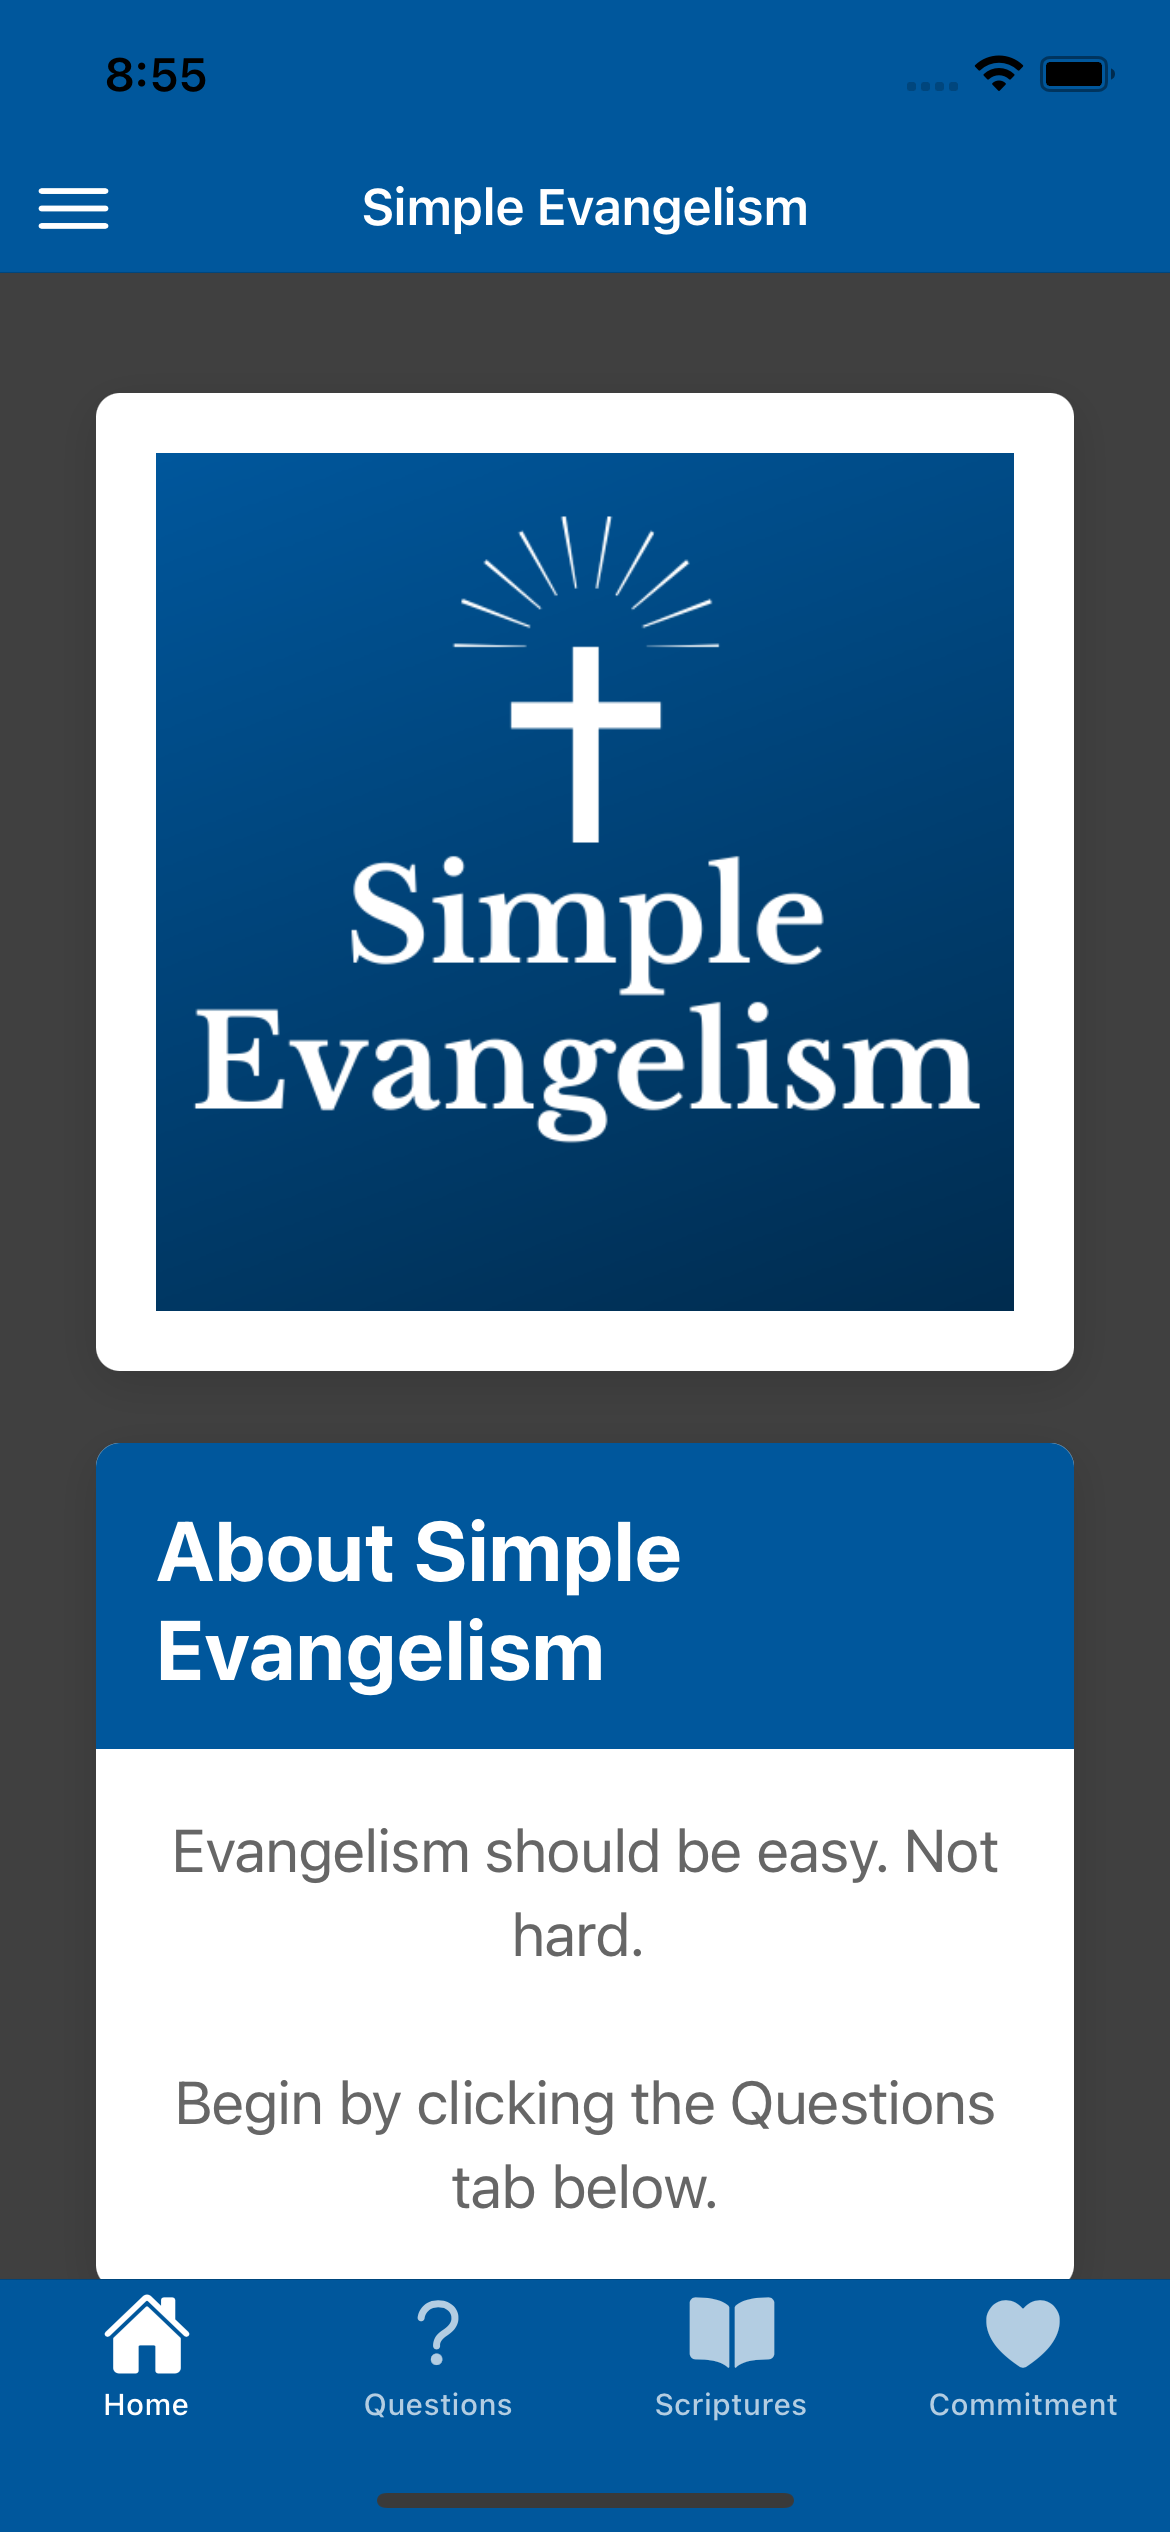 8:55
Simple Evangelism
Simple
Evangelism
About Simple
Evangelism
Evangelism should be easy. Not
hard.
Begin by clicking the Questions
tab below.
Home
Questions
Scriptures
Commitment